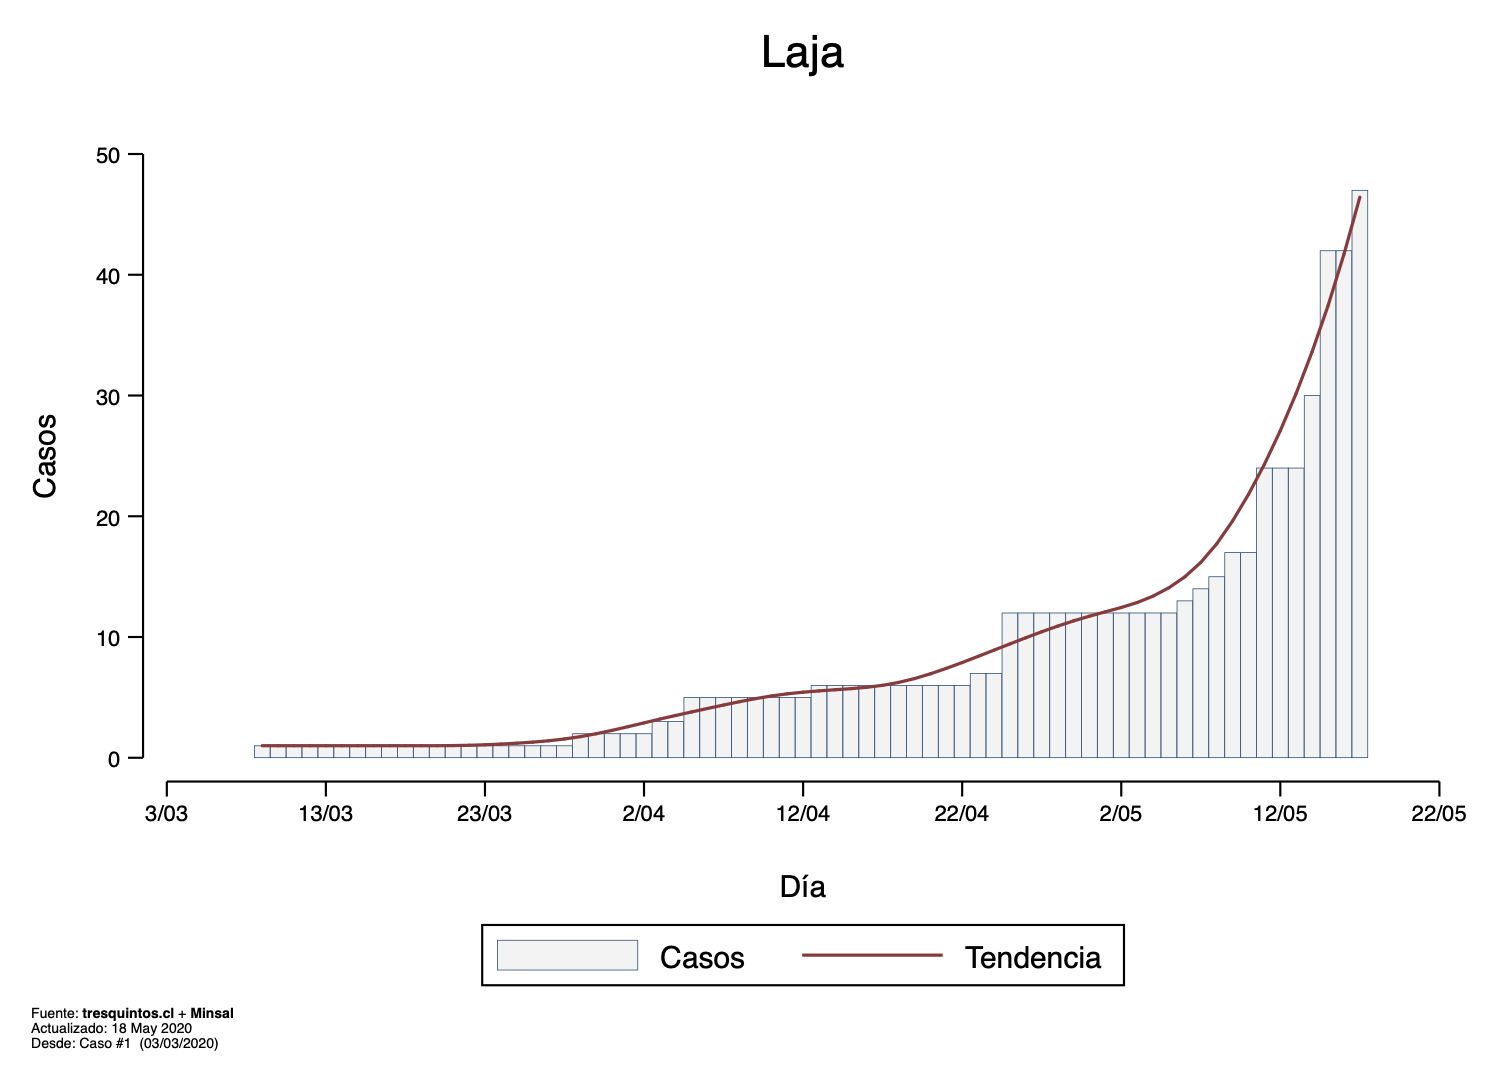 Laja
50
40
30
20
10
0
Casos
3/03 13/03 23/03 2/04 12/04 22/04 2/05 12/05 22/05
Día
Casos Tendencia
Fuente: tresquintos.cl + Minsal
Actualizado: 18 May 2020
Desde: Caso #1 (03/03/2020)